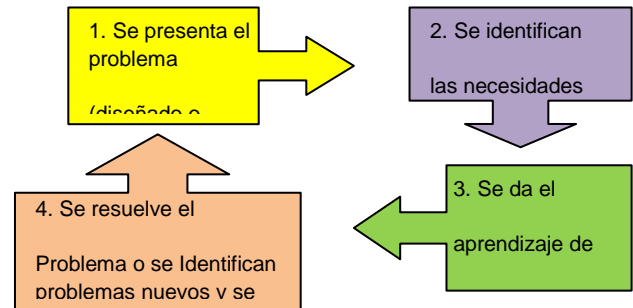 1. Se presenta el
problema
(diseñado o
2. Se identifican
las necesidades
3. Se da el
aprendizaje de
4. Se resuelve el
Problema o se Identifican
problemas nuevos y se